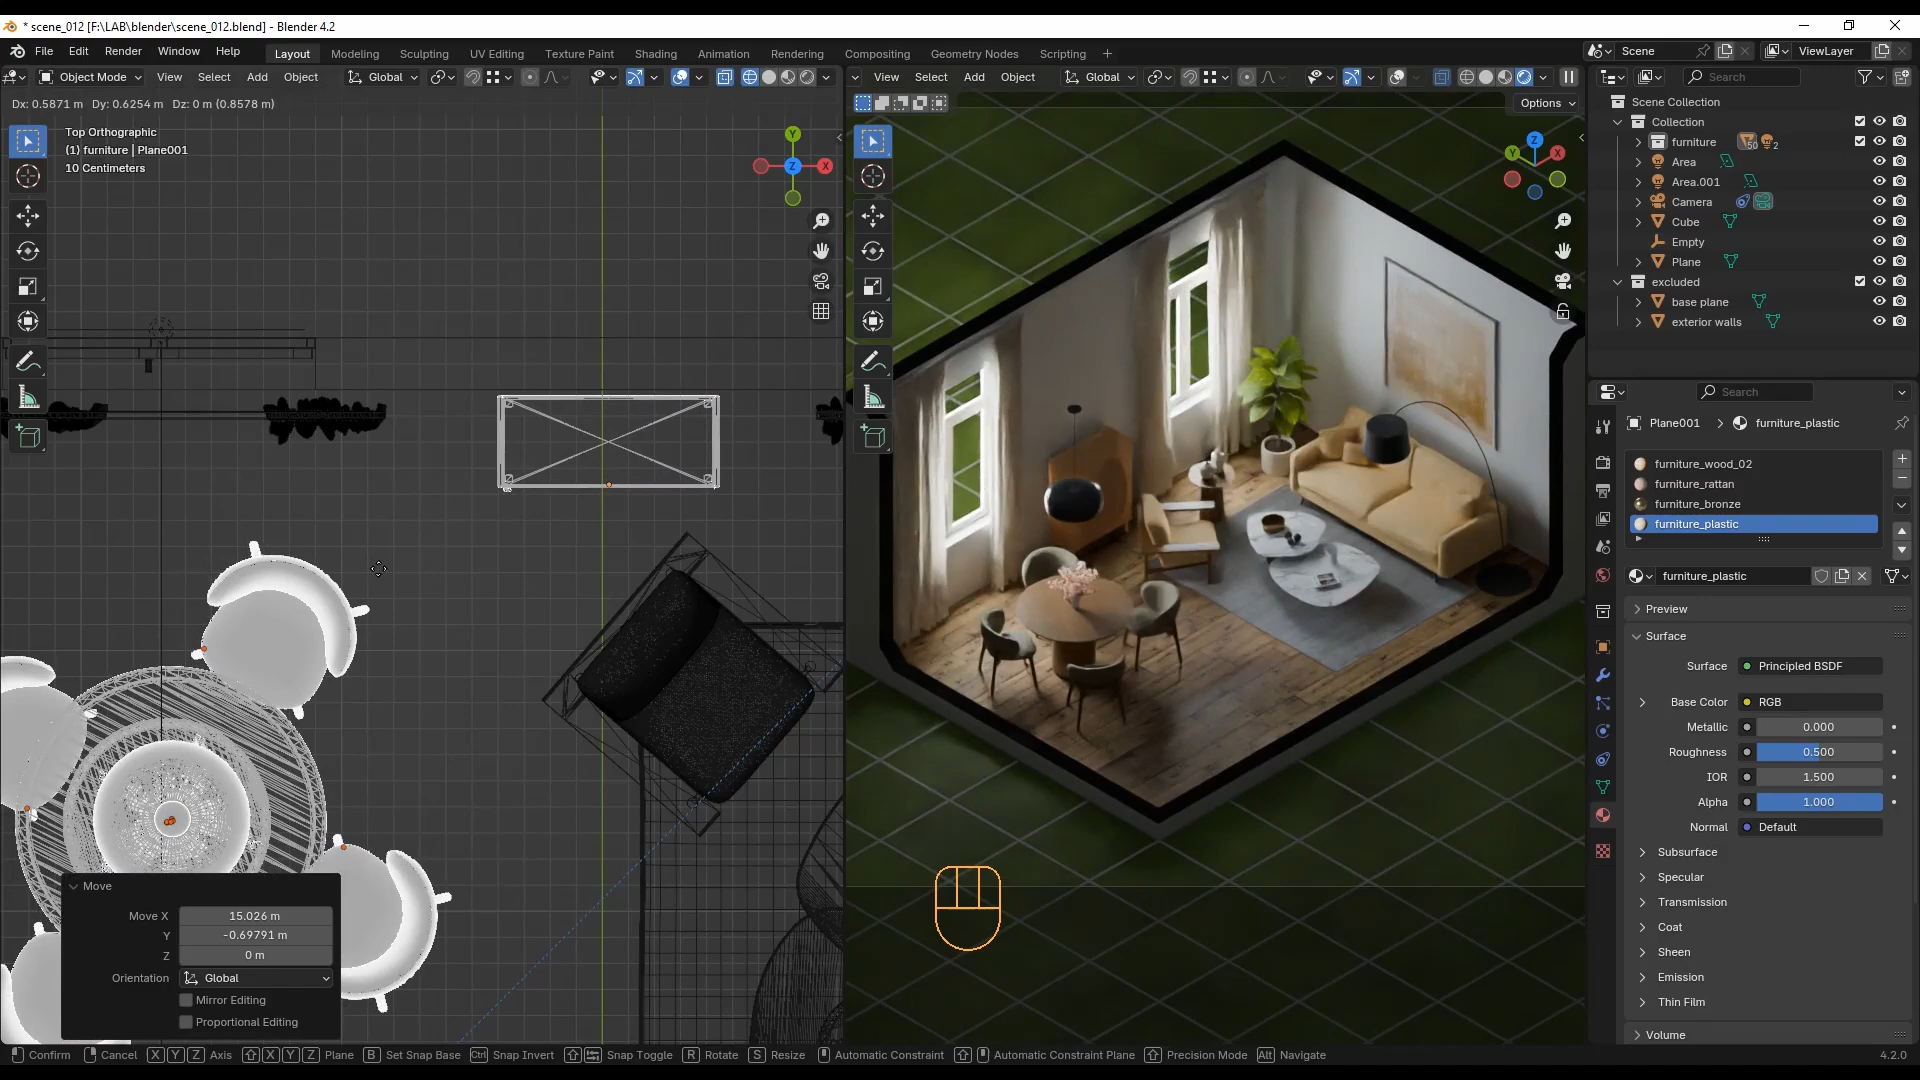 * scene_012 [F:\LAB\blender\scene_012.blend] - Blender 4.2
File Edit Render Window Help
Layout Modeling Sculpting UV Editing Texture Paint Shading Animation Rendering Compositing Geometry Nodes Scripting +
Scene
ViewLayer
Object Mode View Select Add Object Global
View Select Add Object Global
Search
Dx: 0.5871 m Dy: 0.6254 m Dz: 0 m (0.8578 m)
Options
Top Orthographic
(1) furniture | Plane001
10 Centimeters
Y
X
Z
Z
Y
X
Scene Collection
Collection
furniture 50 2
Area
Area.001
Camera
Cube
Empty
Plane
excluded
base plane
exterior walls
Search
Plane001 > furniture_plastic
furniture_wood_02
furniture_rattan
furniture_bronze
furniture_plastic
furniture_plastic
Preview
Surface
Surface Principled BSDF
Base Color RGB
Metallic 0.000
Roughness 0.500
IOR 1.500
Alpha 1.000
Normal Default
Subsurface
Specular
Transmission
Coat
Sheen
Emission
Thin Film
Volume
Move
Move X 15.026 m
Y -0.69791 m
Z 0 m
Orientation Global
Mirror Editing
Proportional Editing
Confirm Cancel X Y Z Axis X Y Z Plane B Set Snap Base Ctrl Snap Invert Snap Toggle R Rotate S Resize Automatic Constraint Automatic Constraint Plane Precision Mode Alt Navigate
4.2.0